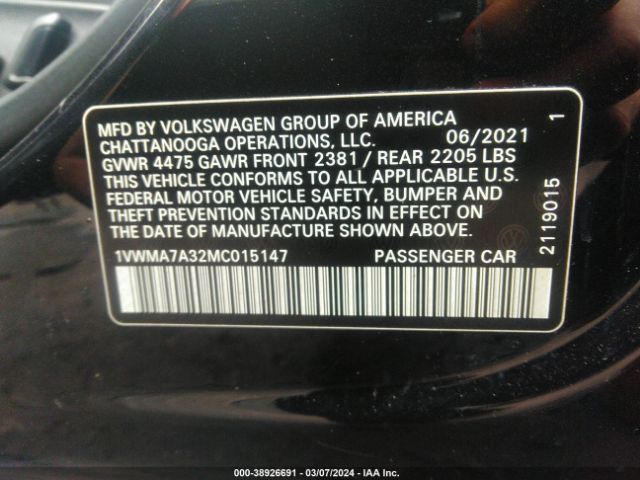 MFD BY VOLKSWAGEN GROUP OF AMERICA
CHATTANOOGA OPERATIONS, LLC. 06/2021
GVWR 4475 GAWR FRONT 2381 / REAR 2205 LBS
THIS VEHICLE CONFORMS TO ALL APPLICABLE U.S.
FEDERAL MOTOR VEHICLE SAFETY, BUMPER AND
THEFT PREVENTION STANDARDS IN EFFECT ON
THE DATE OF MANUFACTURE SHOWN ABOVE.
1VWMA7A32MC015147 PASSENGER CAR
2119015 1
000-38926691 - 03/07/2024 - IAA Inc.